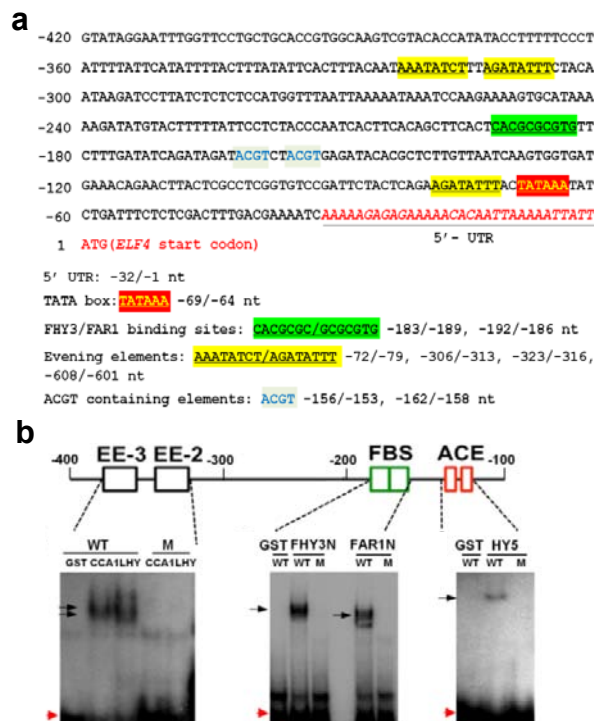 a
-420 GTATAGGAATTTGGTTCCTGCTGCACCGTGGCAAGTCGTACACCATATACCTTTTTCCCT
-360 ATTTTATTCATATTTTACTTTATATTCACTTTACAATAAATATCTTTAGATATTTCTACA
-300 ATAAGATCCTTATCTCTCTCCATGGTTTAATTAAAAATAAATCCAAGAAAAGTGCATAAA
-240 AAGATATGTACTTTTTATTCCTCTACCCAATCACTTCACAGCTTCACTCACGCGCGTGTT
-180 CTTTGATATCAGATAGATACGTCTACGTGAGATACACGCTCTTGTTAATCAAGTGGTGAT
-120 GAAACAGAACTTACTCGCCTCGGTGTCCGATTCTACTCAGAAGATATTTACTATAAATAT
-60 CTGATTTCTCTCGACTTTGACGAAAATCAAAAAGAGAGAAAAACACAATTAAAAATTATT
5'- UTR
1 ATG(ELF4 start codon)
5' UTR: -32/-1 nt
TATA box: TATAAA -69/-64 nt
FHY3/FAR1 binding sites: CACGCGC/GCGCGTG -183/-189, -192/-186 nt
Evening elements: AAATATCT/AGATATTT -72/-79, -306/-313, -323/-316,
-608/-601 nt
ACGT containing elements: ACGT -156/-153, -162/-158 nt
b
-400 EE-3 EE-2 -300 -200 FBS ACE -100
WT M GST FHY3N FAR1N GST HY5
GST CCA1LHY CCA1LHY WT WT M WT M WT WT M